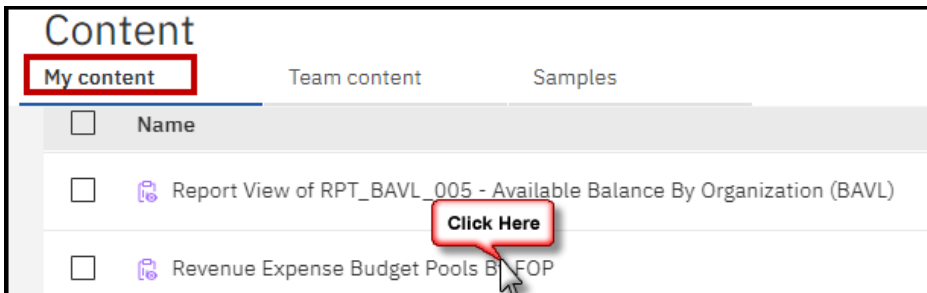 Content
My content Team content Samples
Name
Report View of RPT_BAVL_005 - Available Balance By Organization (BAVL)
Click Here
Revenue Expense Budget Pools By FOP